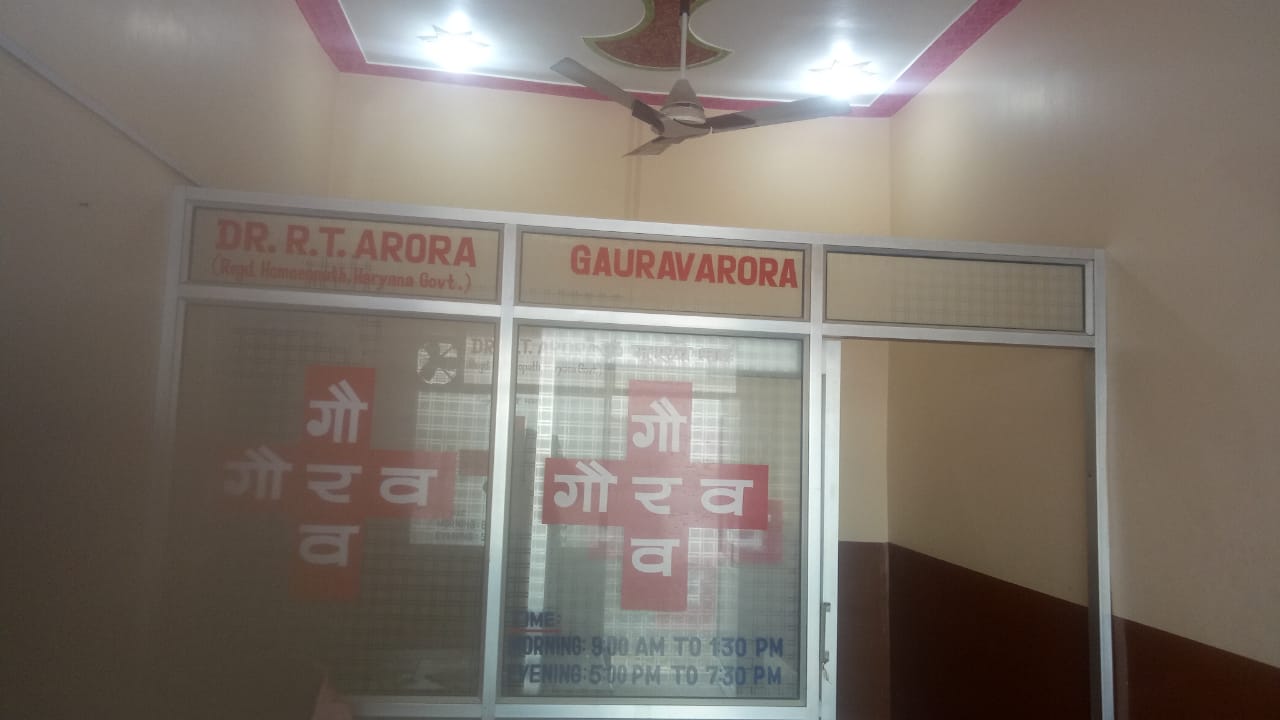 DR. R.T. ARORA
(Regd. Homoeopath. Haryana Govt.)
GAURAVARORA
गौ
गौरव
व
गौ
गौरव
व
TIME:
MORNING: 9:00 AM TO 1:30 PM
EVENING: 5:00 PM TO 7:30 PM